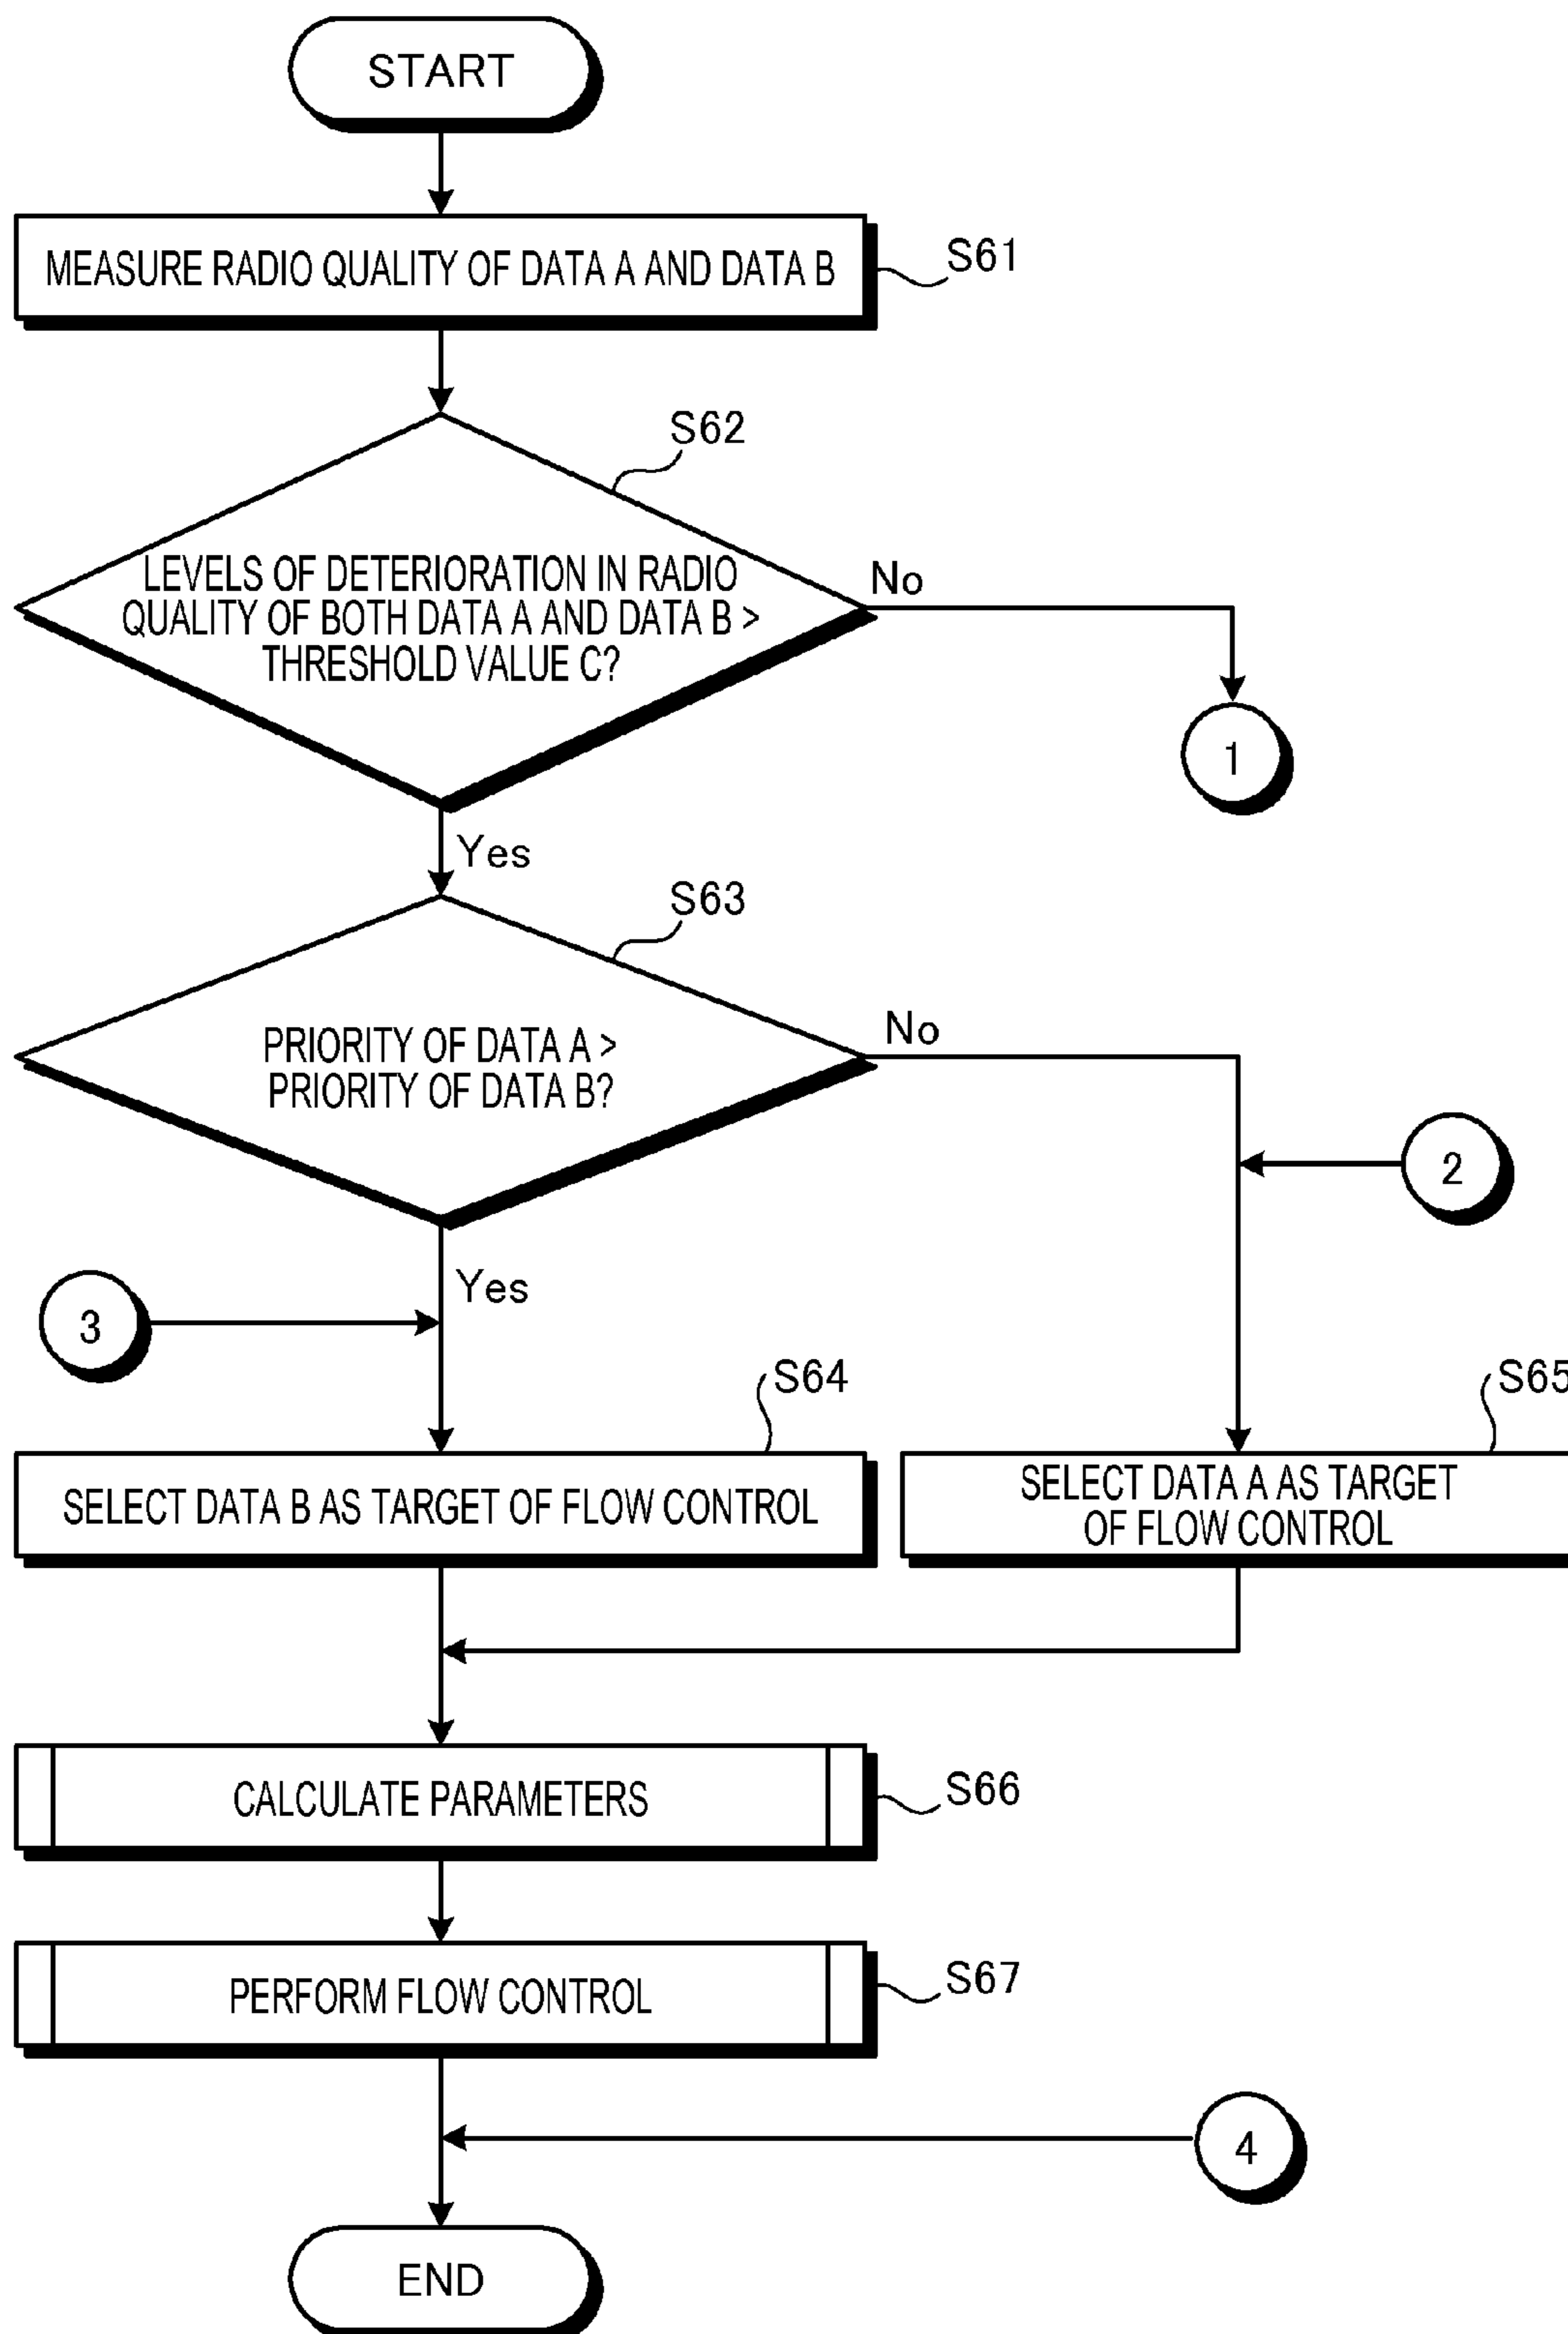 START
MEASURE RADIO QUALITY OF DATA A AND DATA B
S61
S62
LEVELS OF DETERIORATION IN RADIO
QUALITY OF BOTH DATA A AND DATA B >
THRESHOLD VALUE C?
No
1
Yes
S63
PRIORITY OF DATA A >
PRIORITY OF DATA B?
No
2
Yes
3
S64
SELECT DATA B AS TARGET OF FLOW CONTROL
S65
SELECT DATA A AS TARGET
OF FLOW CONTROL
CALCULATE PARAMETERS
S66
PERFORM FLOW CONTROL
S67
4
END